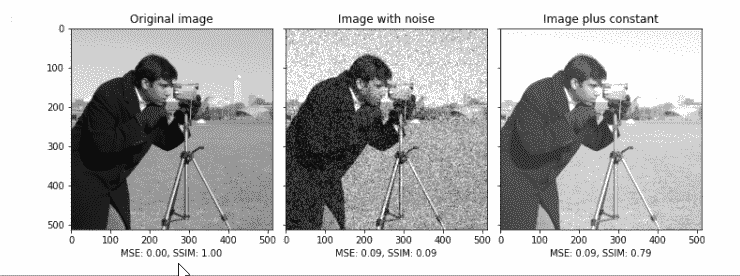 Original image
Image with noise
Image plus constant
0
100
200
300
400
500
0 100 200 300 400 500
0 100 200 300 400 500
0 100 200 300 400 500
MSE: 0.00, SSIM: 1.00
MSE: 0.09, SSIM: 0.09
MSE: 0.09, SSIM: 0.79